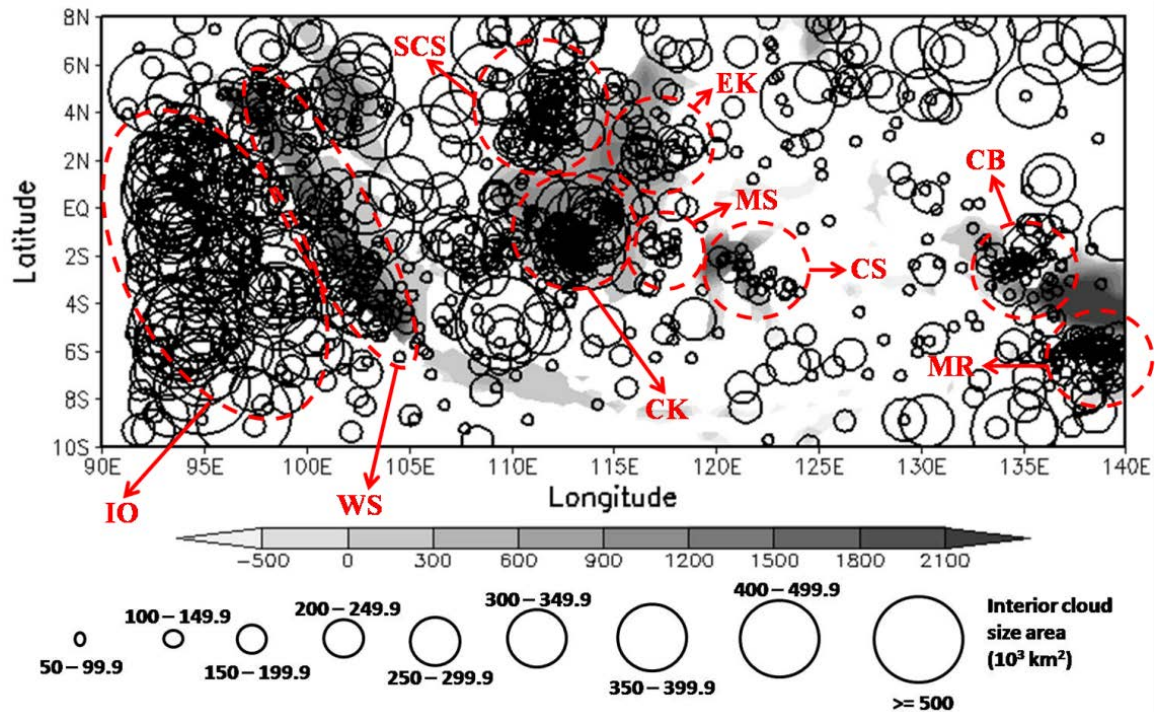 8N
6N
4N
2N
EQ
2S
4S
6S
8S
10S
Latitude
SCS
EK
MS
CB
CS
MR
CK
IO
WS
90E 95E 100E 105E 110E 115E 120E 125E 130E 135E 140E
Longitude
−500 0 300 600 900 1200 1500 1800 2100
50 – 99.9
100 – 149.9
150 – 199.9
200 – 249.9
250 – 299.9
300 – 349.9
350 – 399.9
400 – 499.9
>= 500
Interior cloud
size area
(10³ km²)